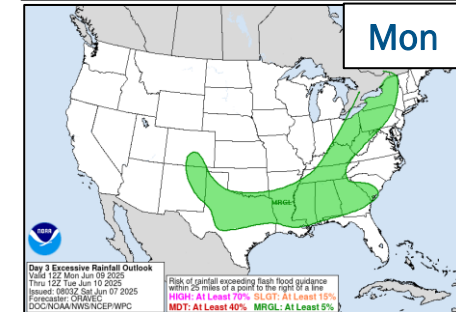 Mon
MRGL
NOAA
Day 3 Excessive Rainfall Outlook
Valid 12Z Mon Jun 09 2025
Thru 12Z Tue Jun 10 2025
Issued: 0803Z Sat Jun 07 2025
Forecaster: ORAVEC
DOC/NOAA/NWS/NCEP/WPC
Risk of rainfall exceeding flash flood guidance
within 25 miles of a point to the right of a line
HIGH: At Least 70% SLGT: At Least 15%
MDT: At Least 40% MRGL: At Least 5%